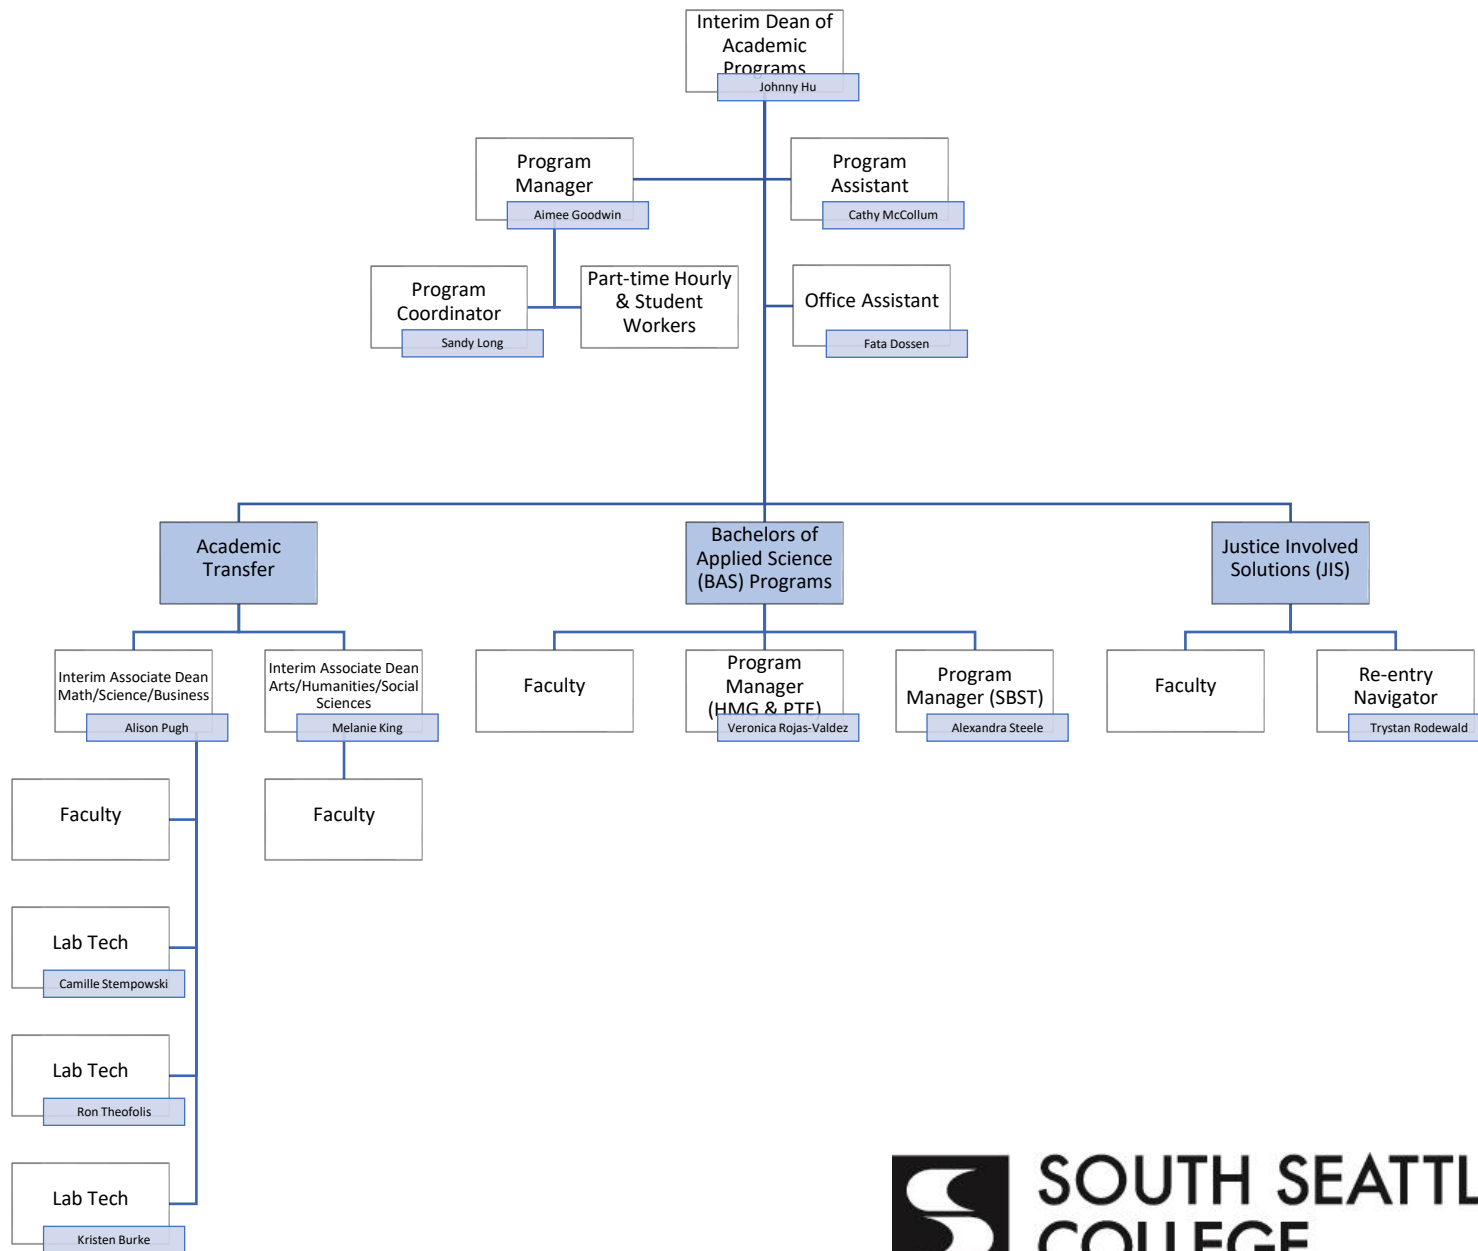 Interim Dean of
Academic
Programs
Johnny Hu
Program
Manager
Aimee Goodwin
Program
Assistant
Cathy McCollum
Program
Coordinator
Sandy Long
Part-time Hourly
& Student
Workers
Office Assistant
Fata Dossen
Academic
Transfer
Bachelors of
Applied Science
(BAS) Programs
Justice Involved
Solutions (JIS)
Interim Associate Dean
Math/Science/Business
Alison Pugh
Interim Associate Dean
Arts/Humanities/Social
Sciences
Melanie King
Faculty
Program
Manager
(HMG & PTE)
Veronica Rojas-Valdez
Program
Manager (SBST)
Alexandra Steele
Faculty
Re-entry
Navigator
Trystan Rodewald
Faculty
Faculty
Lab Tech
Camille Stempowski
Lab Tech
Ron Theofolis
Lab Tech
Kristen Burke
SOUTH SEATTL
COLLEGE